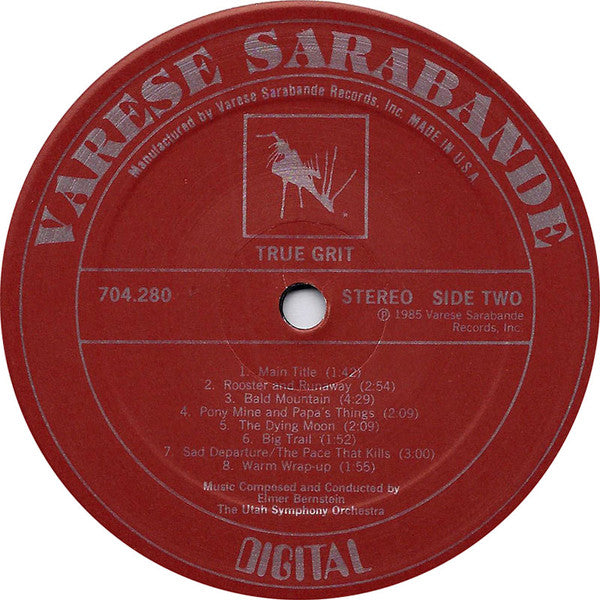 VARESE SARABANDE
Manufactured by Varese Sarabande Records, Inc. MADE IN U.S.A.
TRUE GRIT
704.280
STEREO SIDE TWO
℗ 1985 Varese Sarabande
Records, Inc.
1. Main Title (1:42)
2. Rooster and Runaway (2:54)
3. Bald Mountain (4:29)
4. Pony Mine and Papa's Things (2:09)
5. The Dying Moon (2:09)
6. Big Trail (1:52)
7. Sad Departure/The Pace That Kills (3:00)
8. Warm Wrap-up (1:55)
Music Composed and Conducted by
Elmer Bernstein
The Utah Symphony Orchestra
DIGITAL